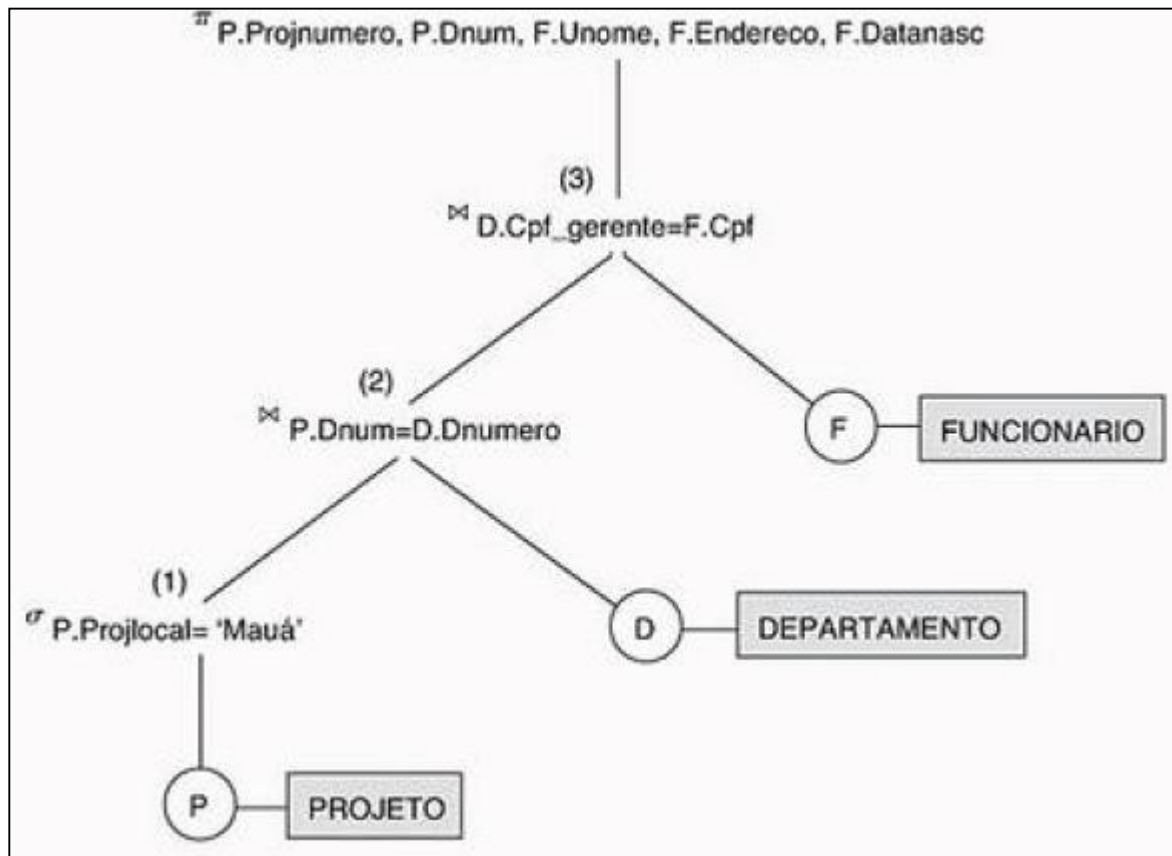 π P.Projnumero, P.Dnum, F.Unome, F.Endereco, F.Datanasc
(3)
⋈ D.Cpf_gerente=F.Cpf
(2)
⋈ P.Dnum=D.Dnumero
F
FUNCIONARIO
(1)
σ P.Projlocal= 'Mauá'
D
DEPARTAMENTO
P
PROJETO